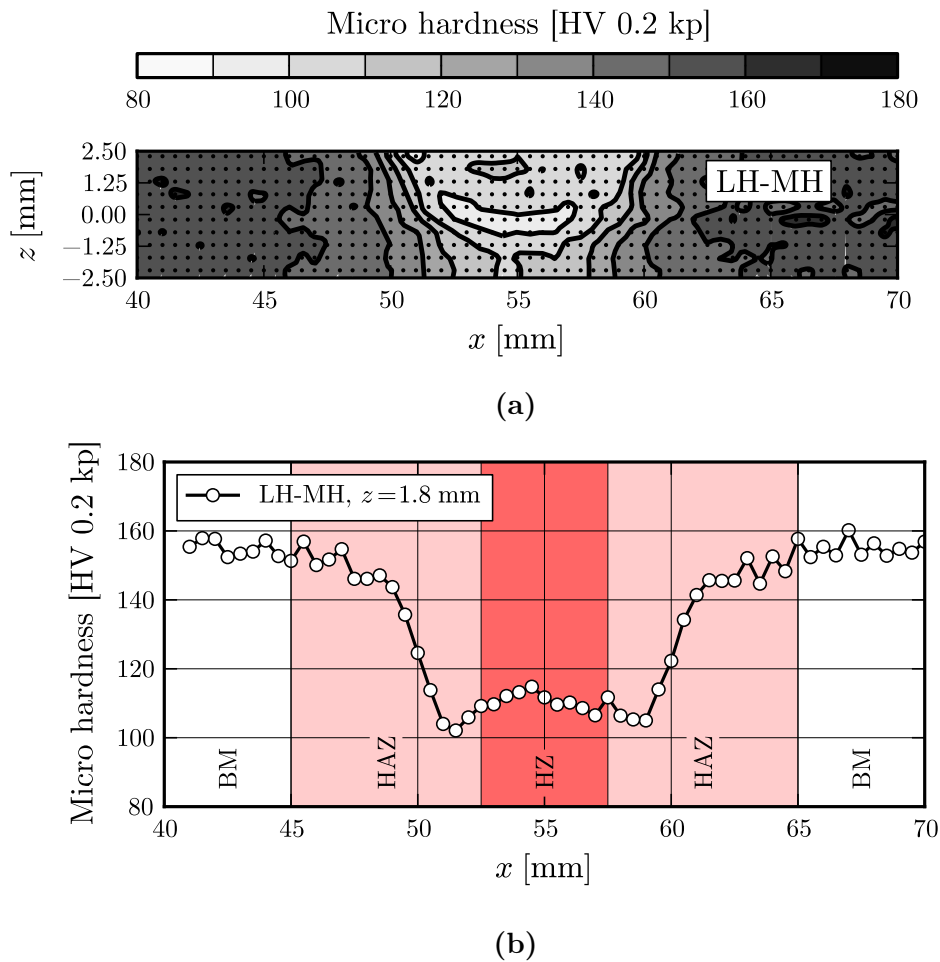 Micro hardness [HV 0.2 kp]
80 100 120 140 160 180
LH-MH
z [mm]
2.50
1.25
0.00
−1.25
−2.50
40 45 50 55 60 65 70
x [mm]
(a)
Micro hardness [HV 0.2 kp]
180
160
140
120
100
80
LH-MH, z=1.8 mm
BM HAZ HZ HAZ BM
40 45 50 55 60 65 70
x [mm]
(b)